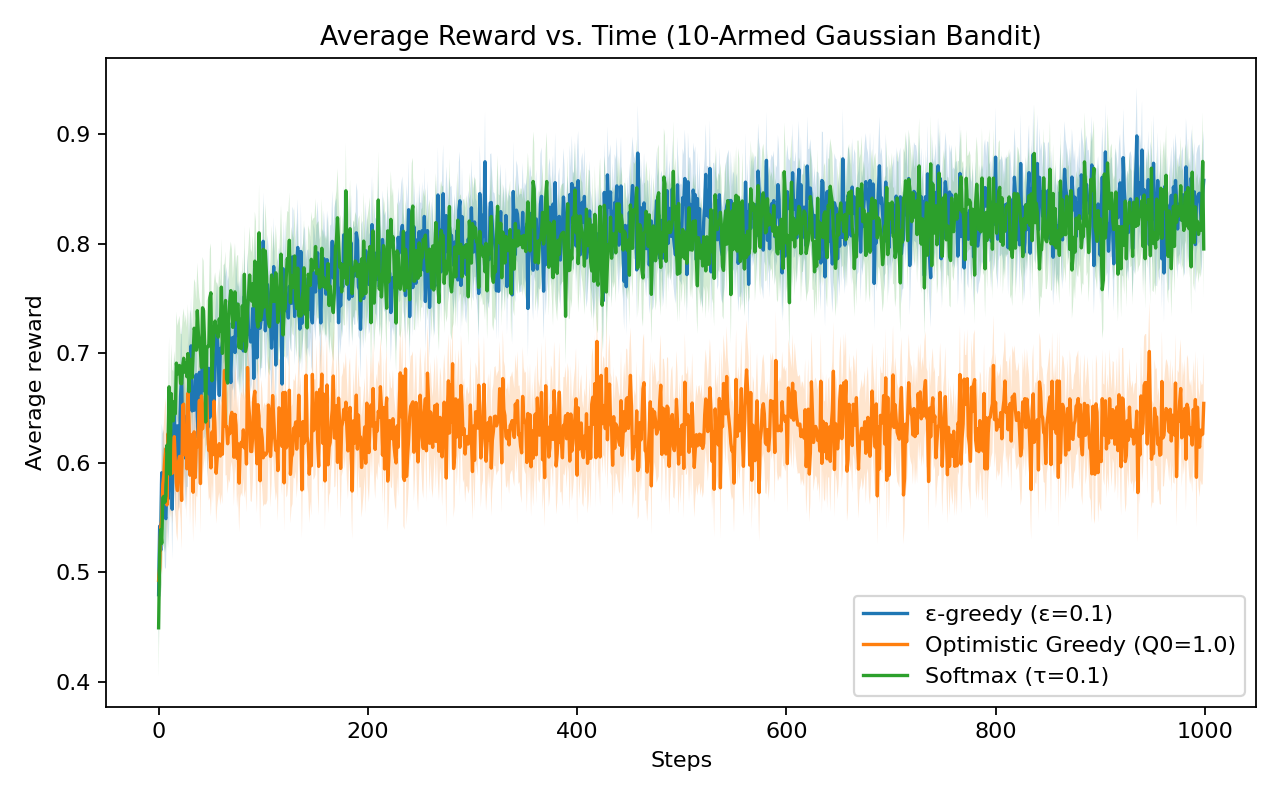 Average Reward vs. Time (10-Armed Gaussian Bandit)
Average reward
0.9
0.8
0.7
0.6
0.5
0.4
ε-greedy (ε=0.1)
Optimistic Greedy (Q0=1.0)
Softmax (τ=0.1)
0
200
400
600
800
1000
Steps